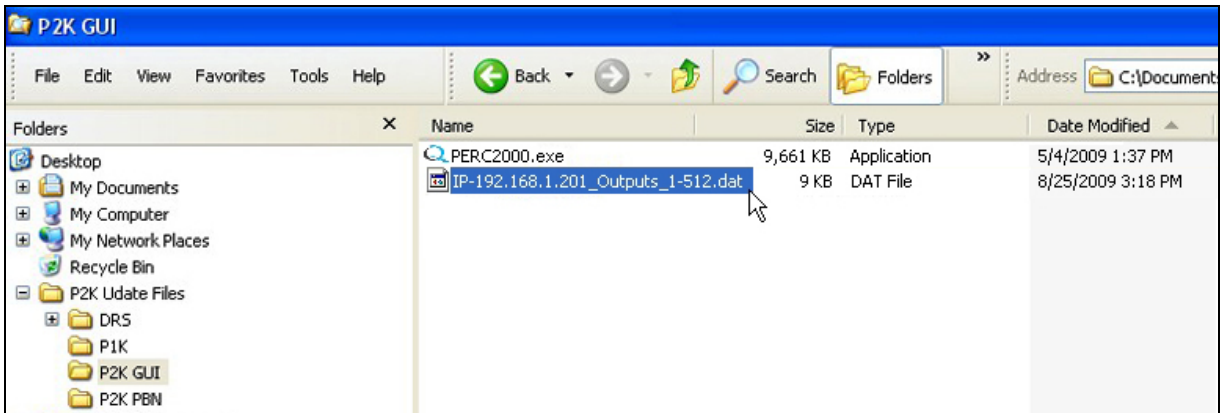 P2K GUI
File Edit View Favorites Tools Help Back Search Folders » Address C:\Documents
Folders x Name Size Type Date Modified
Desktop
My Documents
My Computer
My Network Places
Recycle Bin
P2K Udate Files
DRS
P1K
P2K GUI
P2K PBN
PERC2000.exe 9,661 KB Application 5/4/2009 1:37 PM
IP-192.168.1.201_Outputs_1-512.dat 9 KB DAT File 8/25/2009 3:18 PM